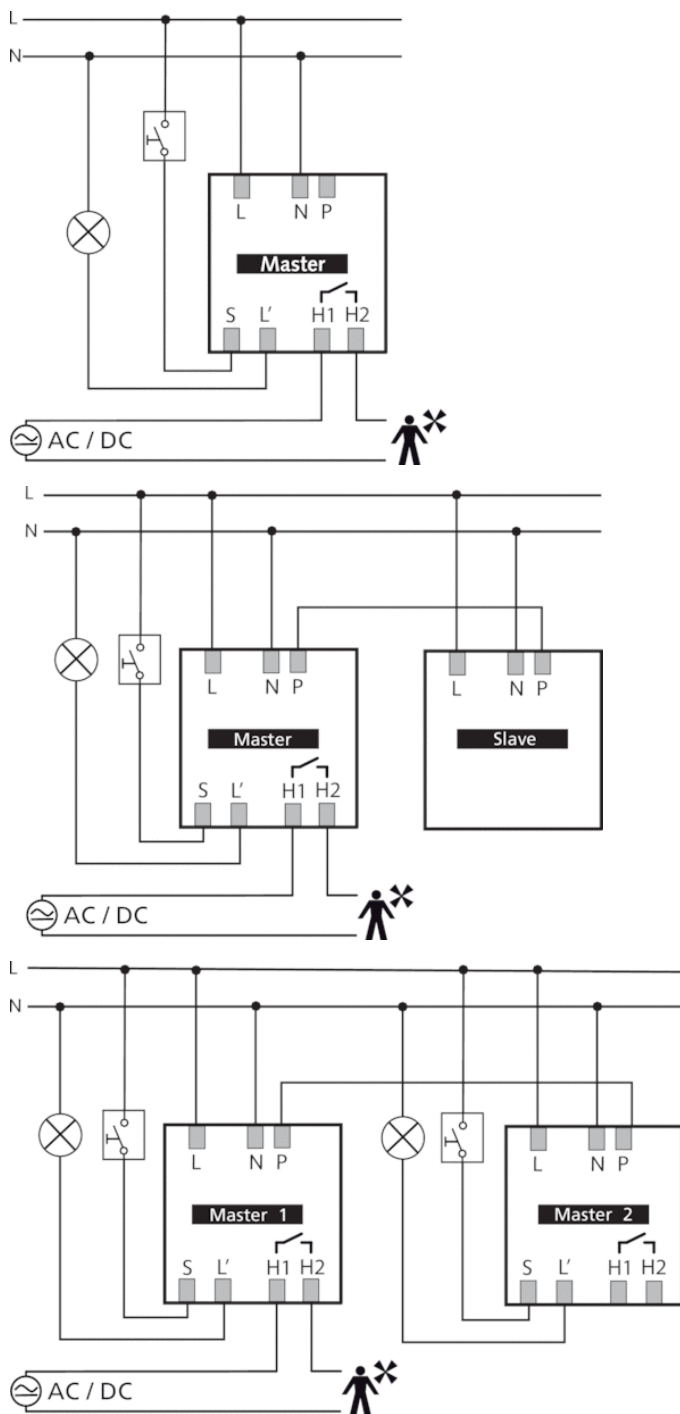 L
N
L N P
Master
S L' H1 H2
AC / DC
L
N
L N P L N P
Master Slave
S L' H1 H2
AC / DC
L
N
L N P L N P
Master 1 Master 2
S L' H1 H2 S L' H1 H2
AC / DC